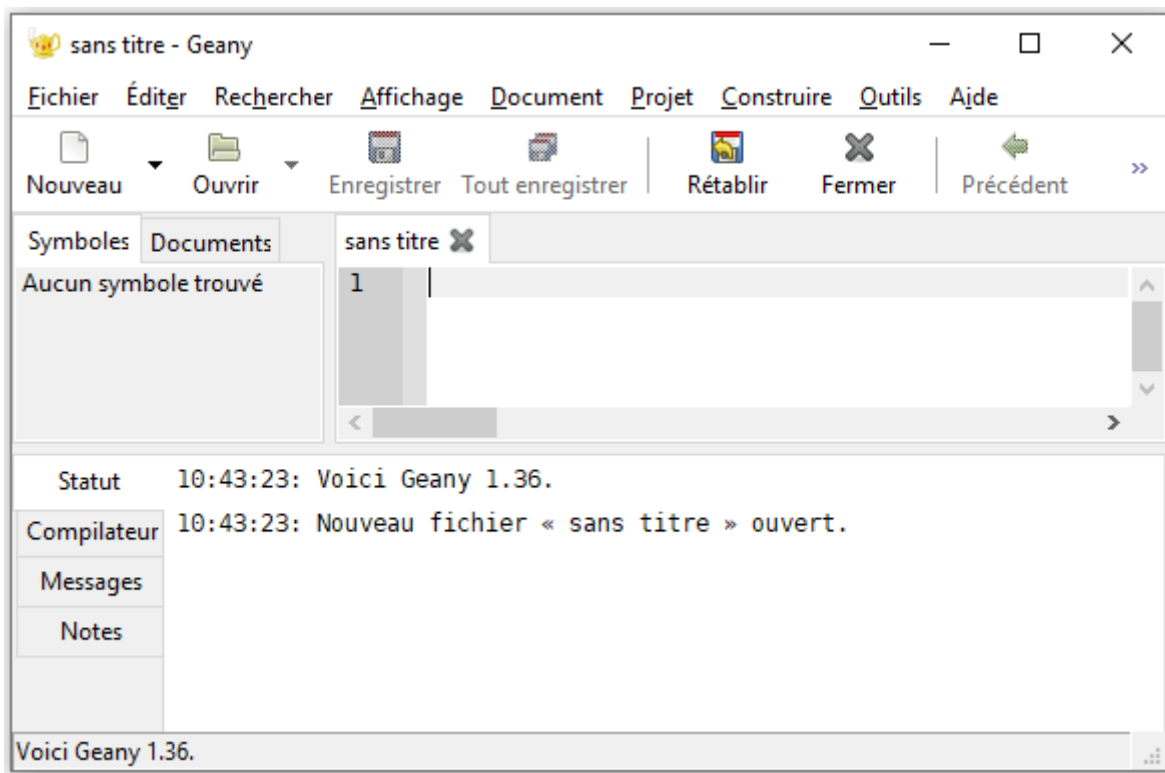 sans titre - Geany
Fichier Éditer Rechercher Affichage Document Projet Construire Outils Aide
Nouveau Ouvrir Enregistrer Tout enregistrer Rétablir Fermer Précédent
Symboles Documents sans titre
Aucun symbole trouvé 1
Statut 10:43:23: Voici Geany 1.36.
Compilateur 10:43:23: Nouveau fichier « sans titre » ouvert.
Messages
Notes
Voici Geany 1.36.